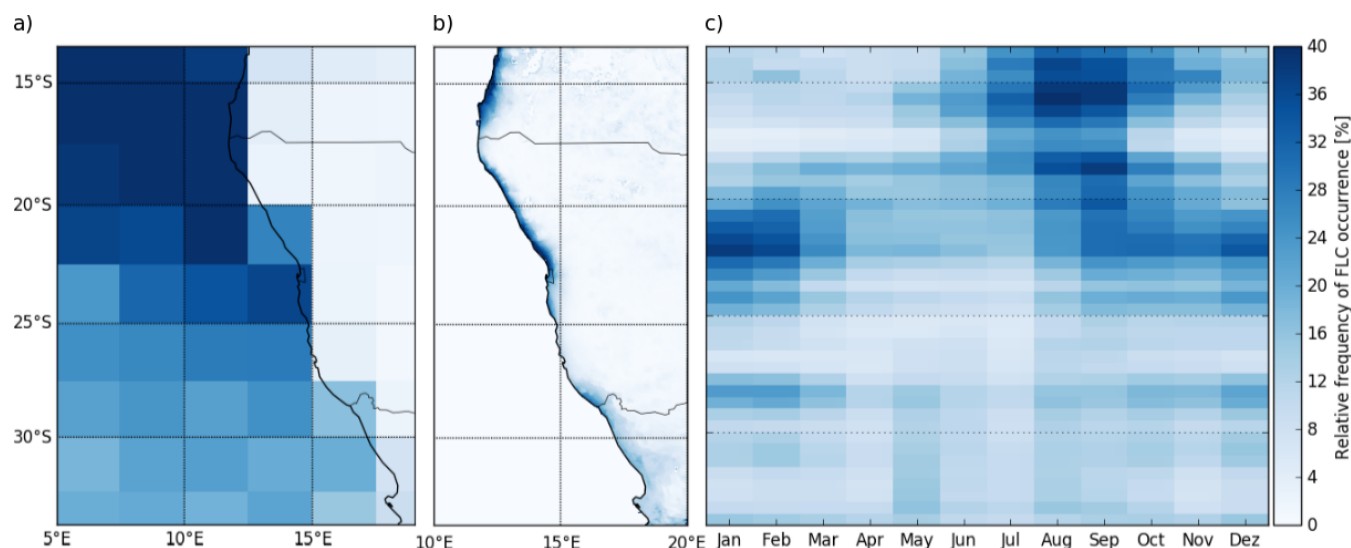 a)
b)
c)
15°S
20°S
25°S
30°S
5°E
10°E
15°E
10°E
15°E
20°E
Jan Feb Mar Apr May Jun Jul Aug Sep Oct Nov Dez
40
36
32
28
24
20
16
12
8
4
0
Relative frequency of FLC occurrence [%]